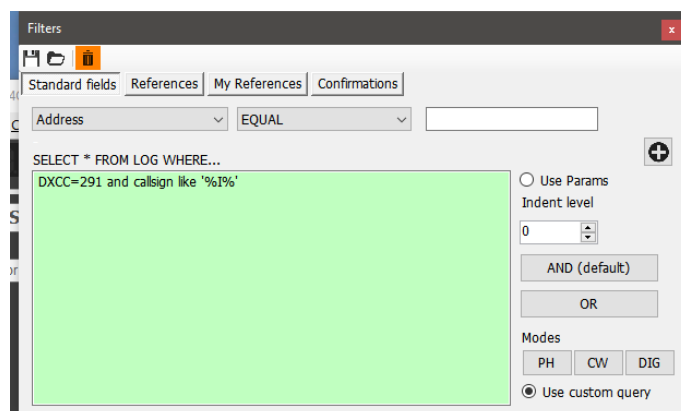 Filters
x
Standard fields References My References Confirmations
Address EQUAL
SELECT * FROM LOG WHERE...
DXCC=291 and callsign like '%I%'
Use Params
Indent level
0
AND (default)
OR
Modes
PH CW DIG
Use custom query